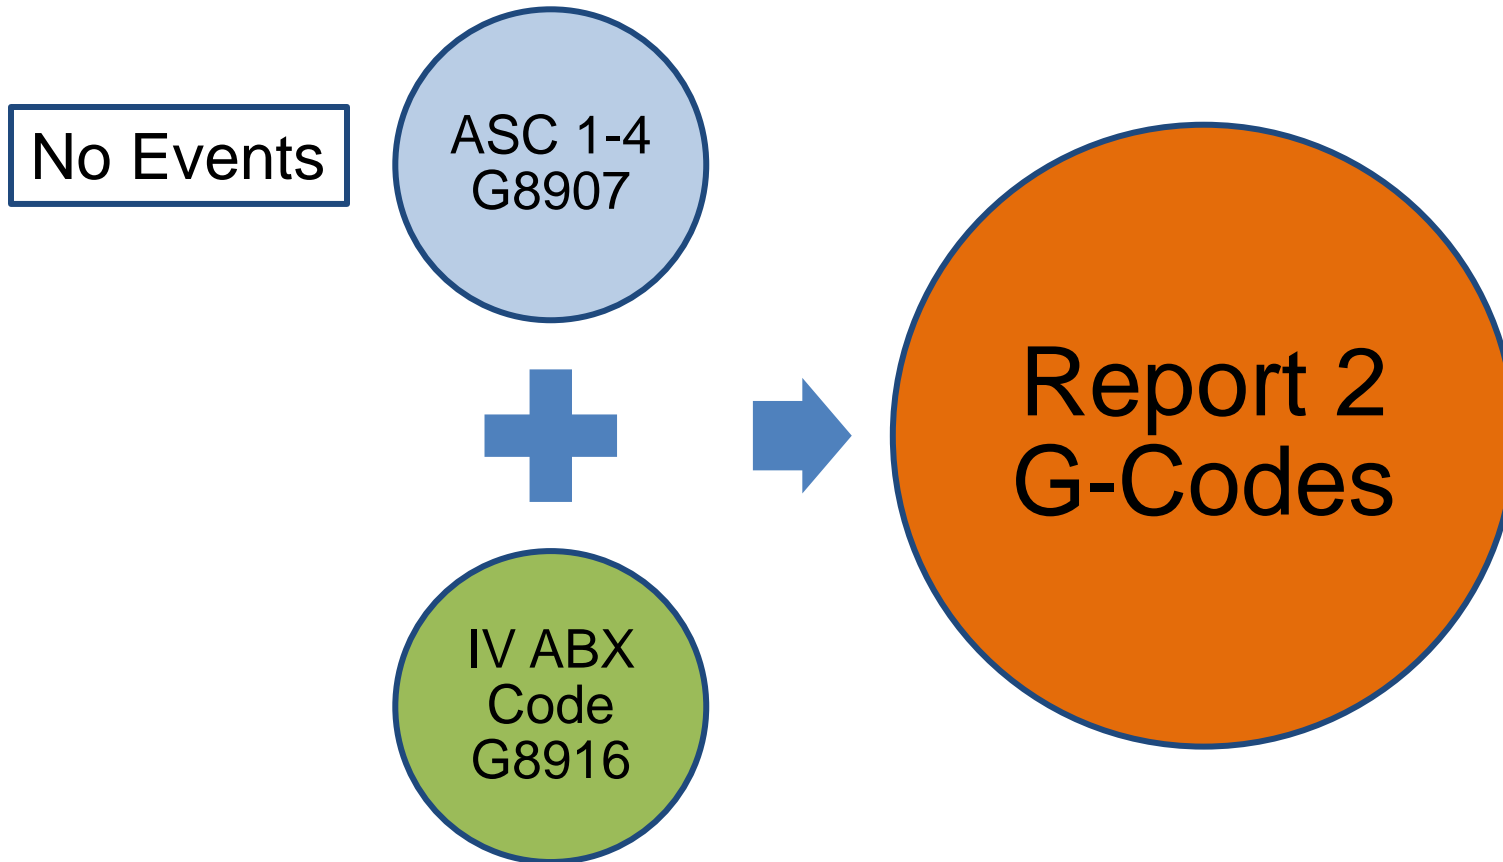 No Events
ASC 1-4
G8907
IV ABX
Code
G8916
Report 2
G-Codes